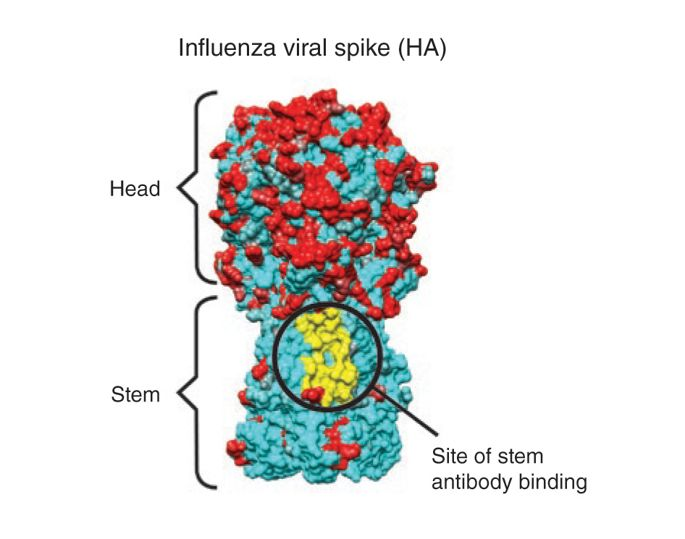 Influenza viral spike (HA)
Head
Stem
Site of stem
antibody binding